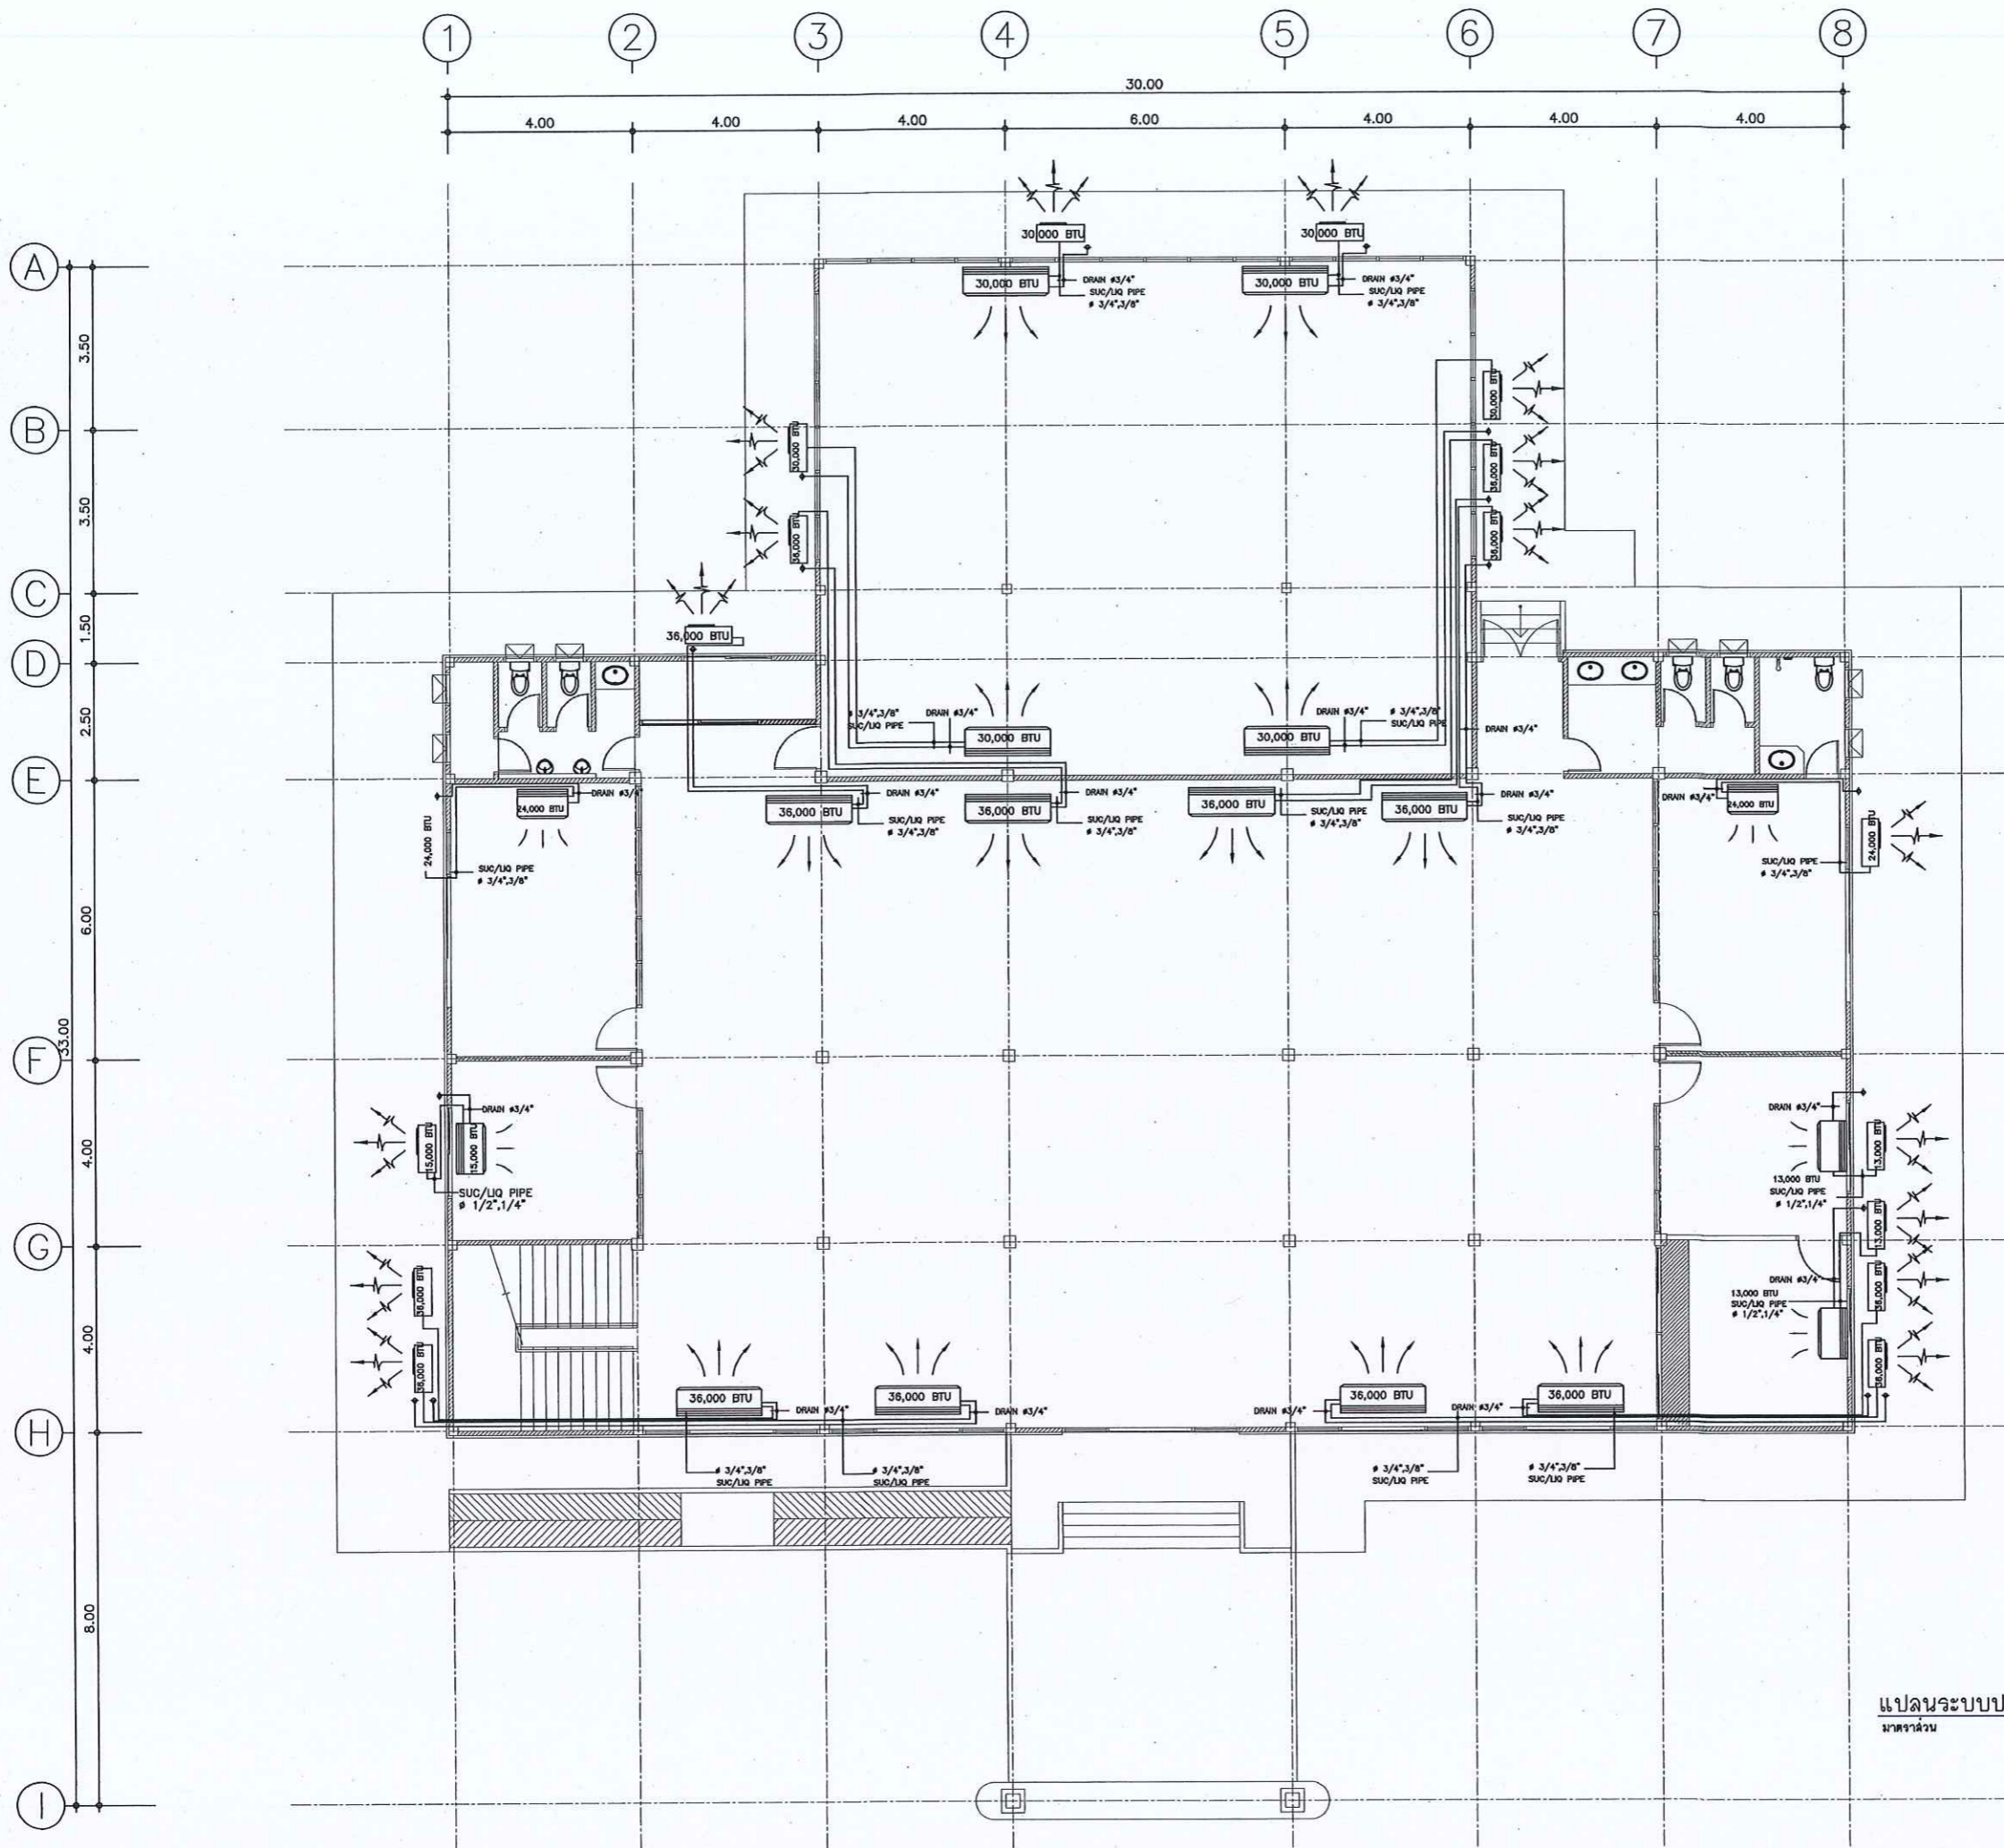 1 2 3 4 5 6 7 8
30.00
4.00 4.00 4.00 6.00 4.00 4.00 4.00
30,000 BTU 30,000 BTU
A
30,000 BTU DRAIN ø3/4" 30,000 BTU DRAIN ø3/4"
SUC/LIQ PIPE SUC/LIQ PIPE
ø 3/4",3/8" ø 3/4",3/8"
3.50
30,000 BTU
B
30,000 BTU
36,000 BTU
3.50
36,000 BTU
36,000 BTU
C
1.50
36,000 BTU
D
2.50
ø 3/4",3/8" DRAIN ø3/4" DRAIN ø3/4" ø 3/4",3/8"
SUC/LIQ PIPE SUC/LIQ PIPE
30,000 BTU 30,000 BTU DRAIN ø3/4"
E
DRAIN ø3/4" DRAIN ø3/4" DRAIN ø3/4" DRAIN ø3/4" DRAIN ø3/4"
24,000 BTU 36,000 BTU 36,000 BTU 36,000 BTU 36,000 BTU 24,000 BTU
SUC/LIQ PIPE SUC/LIQ PIPE SUC/LIQ PIPE SUC/LIQ PIPE
ø 3/4",3/8" ø 3/4",3/8" ø 3/4",3/8" ø 3/4",3/8"
24,000 BTU 24,000 BTU
SUC/LIQ PIPE SUC/LIQ PIPE
ø 3/4",3/8" ø 3/4",3/8"
6.00
33.00
F
DRAIN ø3/4" DRAIN ø3/4"
15,000 BTU 15,000 BTU 13,000 BTU
4.00
13,000 BTU
SUC/LIQ PIPE SUC/LIQ PIPE
ø 1/2",1/4" ø 1/2",1/4"
13,000 BTU
G
36,000 BTU DRAIN ø3/4" 36,000 BTU
13,000 BTU
SUC/LIQ PIPE
ø 1/2",1/4"
4.00
36,000 BTU 36,000 BTU
36,000 BTU 36,000 BTU 36,000 BTU 36,000 BTU
DRAIN ø3/4" DRAIN ø3/4" DRAIN ø3/4" DRAIN ø3/4"
H
ø 3/4",3/8" ø 3/4",3/8" ø 3/4",3/8" ø 3/4",3/8"
SUC/LIQ PIPE SUC/LIQ PIPE SUC/LIQ PIPE SUC/LIQ PIPE
8.00
แปลนระบบป
มาตราส่วน
I